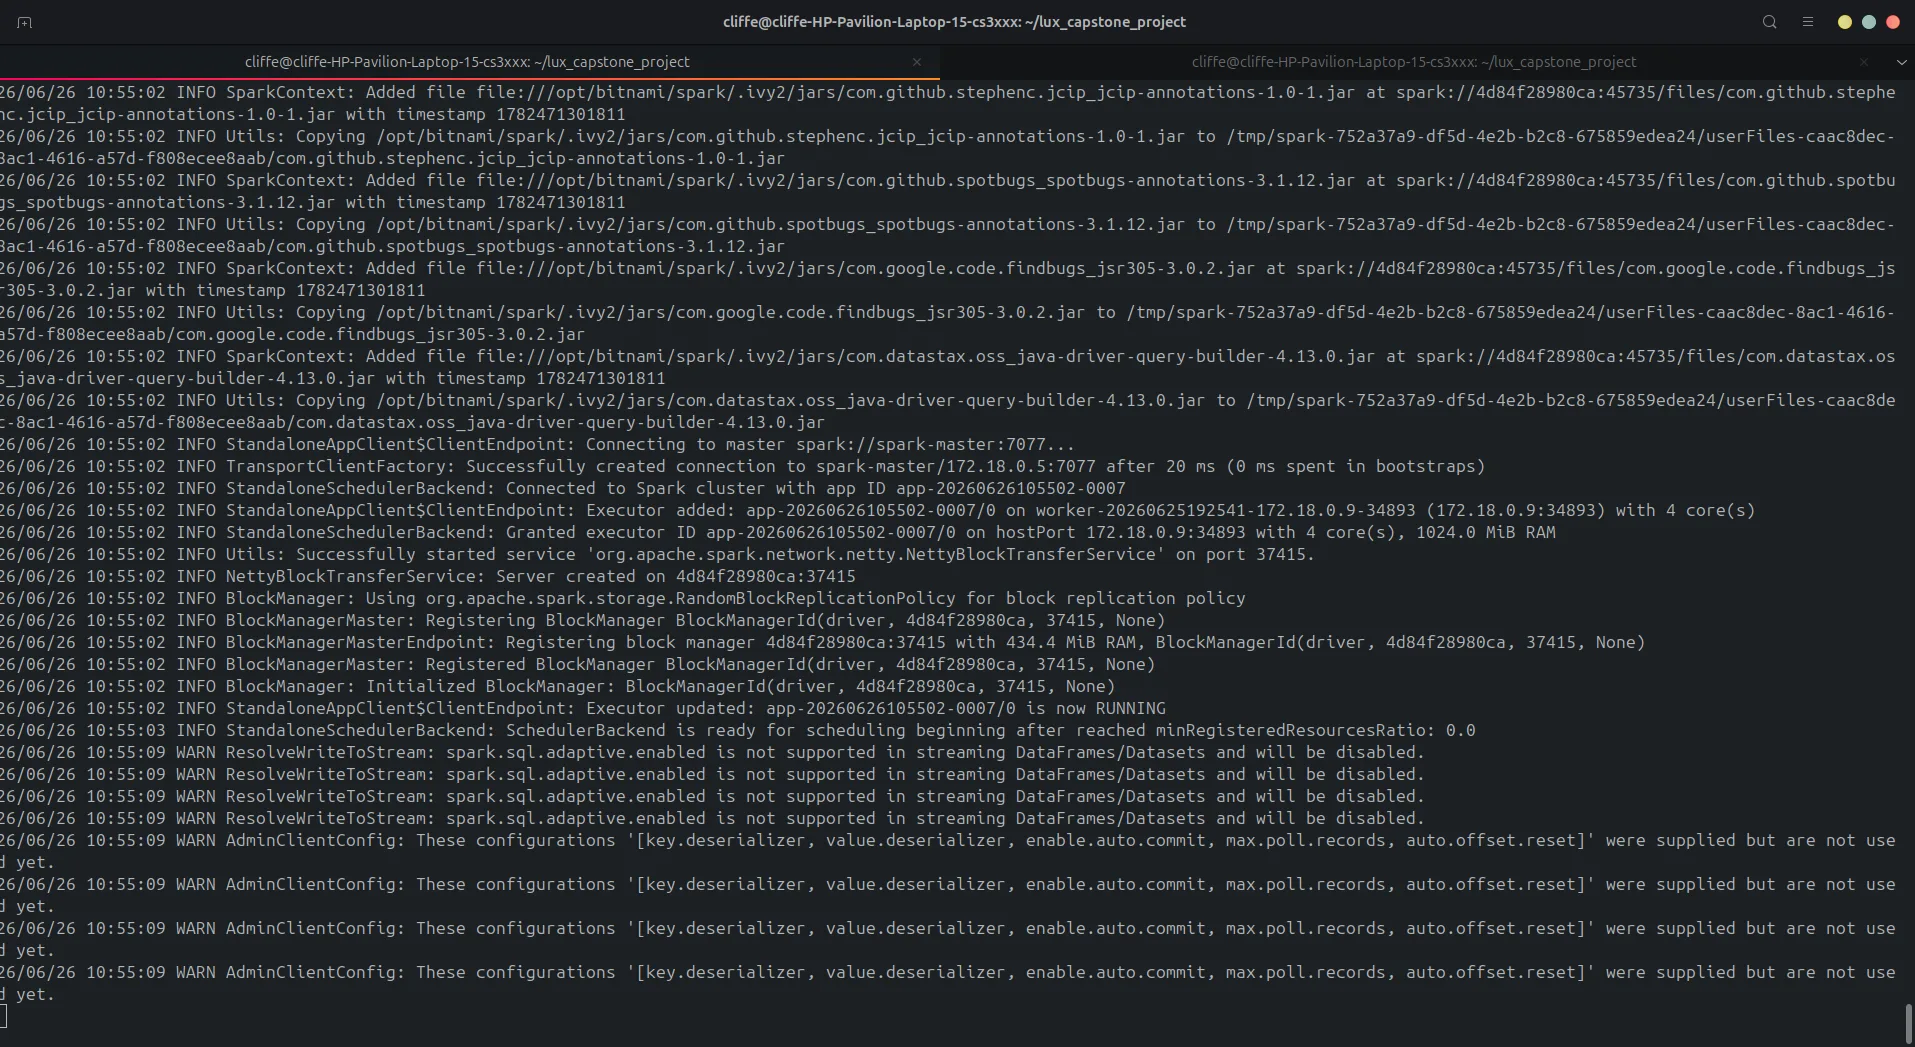 cliffe@cliffe-HP-Pavilion-Laptop-15-cs3xxx: ~/lux_capstone_project
cliffe@cliffe-HP-Pavilion-Laptop-15-cs3xxx: ~/lux_capstone_project
cliffe@cliffe-HP-Pavilion-Laptop-15-cs3xxx: ~/lux_capstone_project
26/06/26 10:55:02 INFO SparkContext: Added file file:///opt/bitnami/spark/.ivy2/jars/com.github.stephenc.jcip_jcip-annotations-1.0-1.jar at spark://4d84f28980ca:45735/files/com.github.stephe
nc.jcip_jcip-annotations-1.0-1.jar with timestamp 1782471301811
26/06/26 10:55:02 INFO Utils: Copying /opt/bitnami/spark/.ivy2/jars/com.github.stephenc.jcip_jcip-annotations-1.0-1.jar to /tmp/spark-752a37a9-df5d-4e2b-b2c8-675859edea24/userFiles-caac8dec-
8ac1-4616-a57d-f808ecee8aab/com.github.stephenc.jcip_jcip-annotations-1.0-1.jar
26/06/26 10:55:02 INFO SparkContext: Added file file:///opt/bitnami/spark/.ivy2/jars/com.github.spotbugs_spotbugs-annotations-3.1.12.jar at spark://4d84f28980ca:45735/files/com.github.spotbu
gs_spotbugs-annotations-3.1.12.jar with timestamp 1782471301811
26/06/26 10:55:02 INFO Utils: Copying /opt/bitnami/spark/.ivy2/jars/com.github.spotbugs_spotbugs-annotations-3.1.12.jar to /tmp/spark-752a37a9-df5d-4e2b-b2c8-675859edea24/userFiles-caac8dec-
8ac1-4616-a57d-f808ecee8aab/com.github.spotbugs_spotbugs-annotations-3.1.12.jar
26/06/26 10:55:02 INFO SparkContext: Added file file:///opt/bitnami/spark/.ivy2/jars/com.google.code.findbugs_jsr305-3.0.2.jar at spark://4d84f28980ca:45735/files/com.google.code.findbugs_js
r305-3.0.2.jar with timestamp 1782471301811
26/06/26 10:55:02 INFO Utils: Copying /opt/bitnami/spark/.ivy2/jars/com.google.code.findbugs_jsr305-3.0.2.jar to /tmp/spark-752a37a9-df5d-4e2b-b2c8-675859edea24/userFiles-caac8dec-8ac1-4616-
a57d-f808ecee8aab/com.google.code.findbugs_jsr305-3.0.2.jar
26/06/26 10:55:02 INFO SparkContext: Added file file:///opt/bitnami/spark/.ivy2/jars/com.datastax.oss_java-driver-query-builder-4.13.0.jar at spark://4d84f28980ca:45735/files/com.datastax.os
s_java-driver-query-builder-4.13.0.jar with timestamp 1782471301811
26/06/26 10:55:02 INFO Utils: Copying /opt/bitnami/spark/.ivy2/jars/com.datastax.oss_java-driver-query-builder-4.13.0.jar to /tmp/spark-752a37a9-df5d-4e2b-b2c8-675859edea24/userFiles-caac8de
c-8ac1-4616-a57d-f808ecee8aab/com.datastax.oss_java-driver-query-builder-4.13.0.jar
26/06/26 10:55:02 INFO StandaloneAppClient$ClientEndpoint: Connecting to master spark://spark-master:7077...
26/06/26 10:55:02 INFO TransportClientFactory: Successfully created connection to spark-master/172.18.0.5:7077 after 20 ms (0 ms spent in bootstraps)
26/06/26 10:55:02 INFO StandaloneSchedulerBackend: Connected to Spark cluster with app ID app-20260626105502-0007
26/06/26 10:55:02 INFO StandaloneAppClient$ClientEndpoint: Executor added: app-20260626105502-0007/0 on worker-20260625192541-172.18.0.9-34893 (172.18.0.9:34893) with 4 core(s)
26/06/26 10:55:02 INFO StandaloneSchedulerBackend: Granted executor ID app-20260626105502-0007/0 on hostPort 172.18.0.9:34893 with 4 core(s), 1024.0 MiB RAM
26/06/26 10:55:02 INFO Utils: Successfully started service 'org.apache.spark.network.netty.NettyBlockTransferService' on port 37415.
26/06/26 10:55:02 INFO NettyBlockTransferService: Server created on 4d84f28980ca:37415
26/06/26 10:55:02 INFO BlockManager: Using org.apache.spark.storage.RandomBlockReplicationPolicy for block replication policy
26/06/26 10:55:02 INFO BlockManagerMaster: Registering BlockManager BlockManagerId(driver, 4d84f28980ca, 37415, None)
26/06/26 10:55:02 INFO BlockManagerMasterEndpoint: Registering block manager 4d84f28980ca:37415 with 434.4 MiB RAM, BlockManagerId(driver, 4d84f28980ca, 37415, None)
26/06/26 10:55:02 INFO BlockManagerMaster: Registered BlockManager BlockManagerId(driver, 4d84f28980ca, 37415, None)
26/06/26 10:55:02 INFO BlockManager: Initialized BlockManager: BlockManagerId(driver, 4d84f28980ca, 37415, None)
26/06/26 10:55:02 INFO StandaloneAppClient$ClientEndpoint: Executor updated: app-20260626105502-0007/0 is now RUNNING
26/06/26 10:55:03 INFO StandaloneSchedulerBackend: SchedulerBackend is ready for scheduling beginning after reached minRegisteredResourcesRatio: 0.0
26/06/26 10:55:09 WARN ResolveWriteToStream: spark.sql.adaptive.enabled is not supported in streaming DataFrames/Datasets and will be disabled.
26/06/26 10:55:09 WARN ResolveWriteToStream: spark.sql.adaptive.enabled is not supported in streaming DataFrames/Datasets and will be disabled.
26/06/26 10:55:09 WARN ResolveWriteToStream: spark.sql.adaptive.enabled is not supported in streaming DataFrames/Datasets and will be disabled.
26/06/26 10:55:09 WARN ResolveWriteToStream: spark.sql.adaptive.enabled is not supported in streaming DataFrames/Datasets and will be disabled.
26/06/26 10:55:09 WARN AdminClientConfig: These configurations '[key.deserializer, value.deserializer, enable.auto.commit, max.poll.records, auto.offset.reset]' were supplied but are not use
d yet.
26/06/26 10:55:09 WARN AdminClientConfig: These configurations '[key.deserializer, value.deserializer, enable.auto.commit, max.poll.records, auto.offset.reset]' were supplied but are not use
d yet.
26/06/26 10:55:09 WARN AdminClientConfig: These configurations '[key.deserializer, value.deserializer, enable.auto.commit, max.poll.records, auto.offset.reset]' were supplied but are not use
d yet.
26/06/26 10:55:09 WARN AdminClientConfig: These configurations '[key.deserializer, value.deserializer, enable.auto.commit, max.poll.records, auto.offset.reset]' were supplied but are not use
d yet.